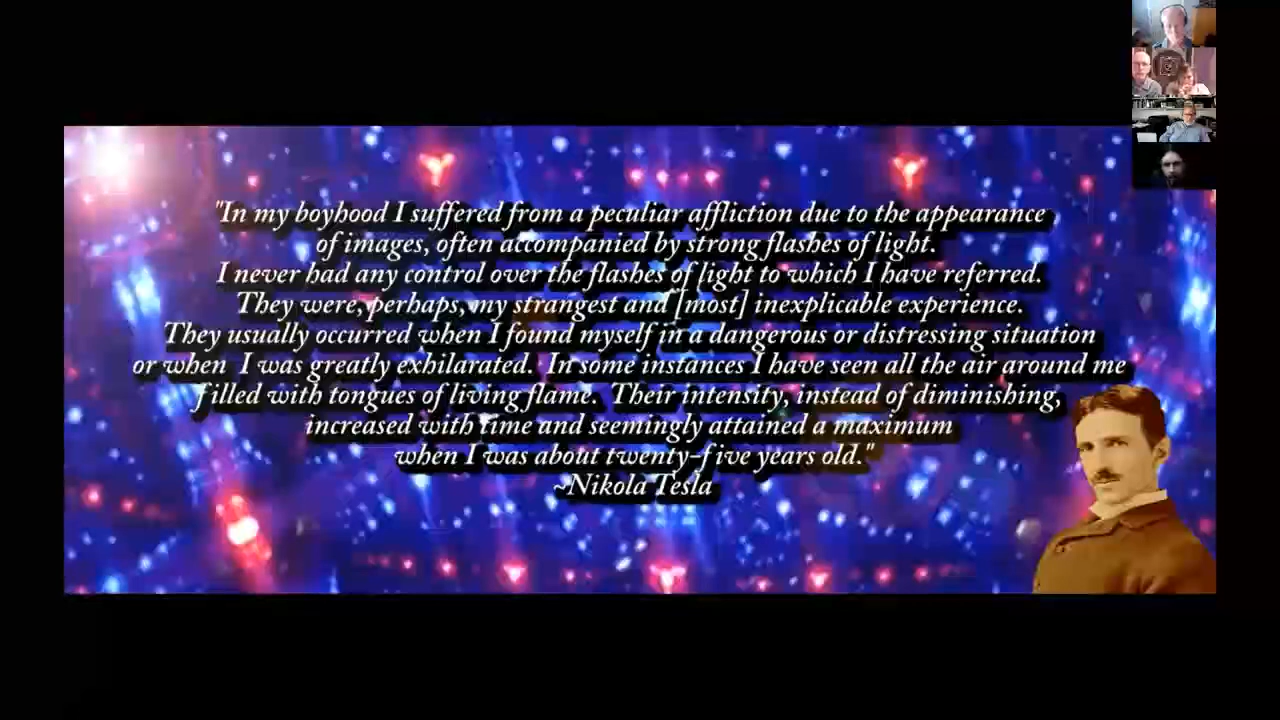 "In my boyhood I suffered from a peculiar affliction due to the appearance
of images, often accompanied by strong flashes of light.
I never had any control over the flashes of light to which I have referred.
They were, perhaps, my strangest and [most] inexplicable experience.
They usually occurred when I found myself in a dangerous or distressing situation
or when I was greatly exhilarated. In some instances I have seen all the air around me
filled with tongues of living flame. Their intensity, instead of diminishing,
increased with time and seemingly attained a maximum
when I was about twenty-five years old."
~Nikola Tesla